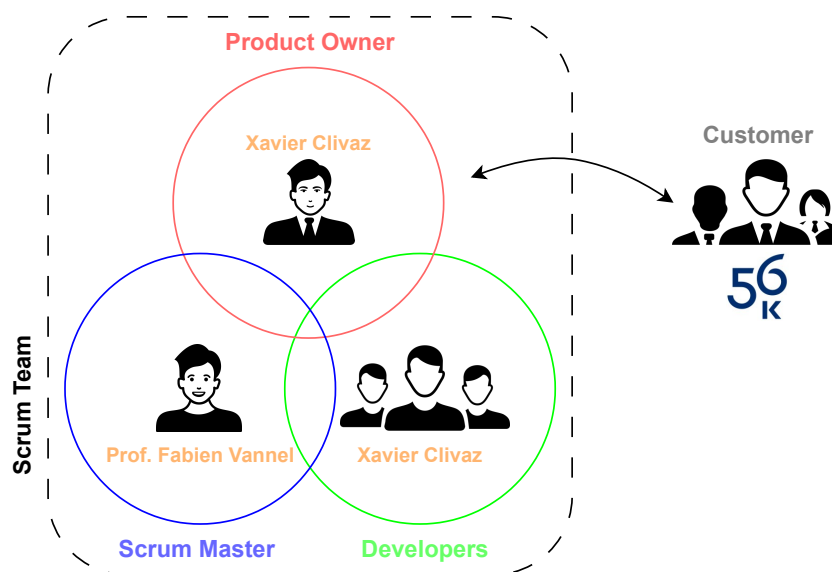 Product Owner
Xavier Clivaz
Customer
56
K
Scrum Team
Prof. Fabien Vannel
Xavier Clivaz
Scrum Master
Developers